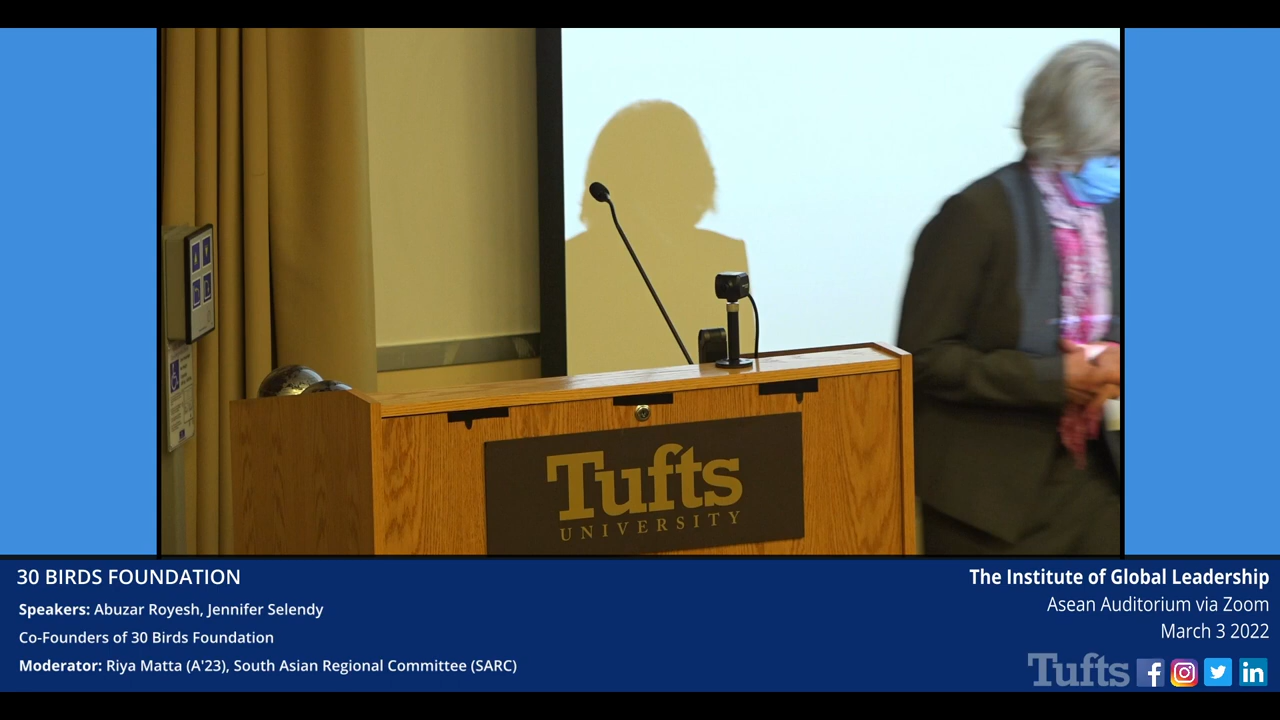 Tufts
UNIVERSITY
30 BIRDS FOUNDATION
Speakers: Abuzar Royesh, Jennifer Selendy
Co-Founders of 30 Birds Foundation
Moderator: Riya Matta (A'23), South Asian Regional Committee (SARC)
The Institute of Global Leadership
Asean Auditorium via Zoom
March 3 2022
Tufts